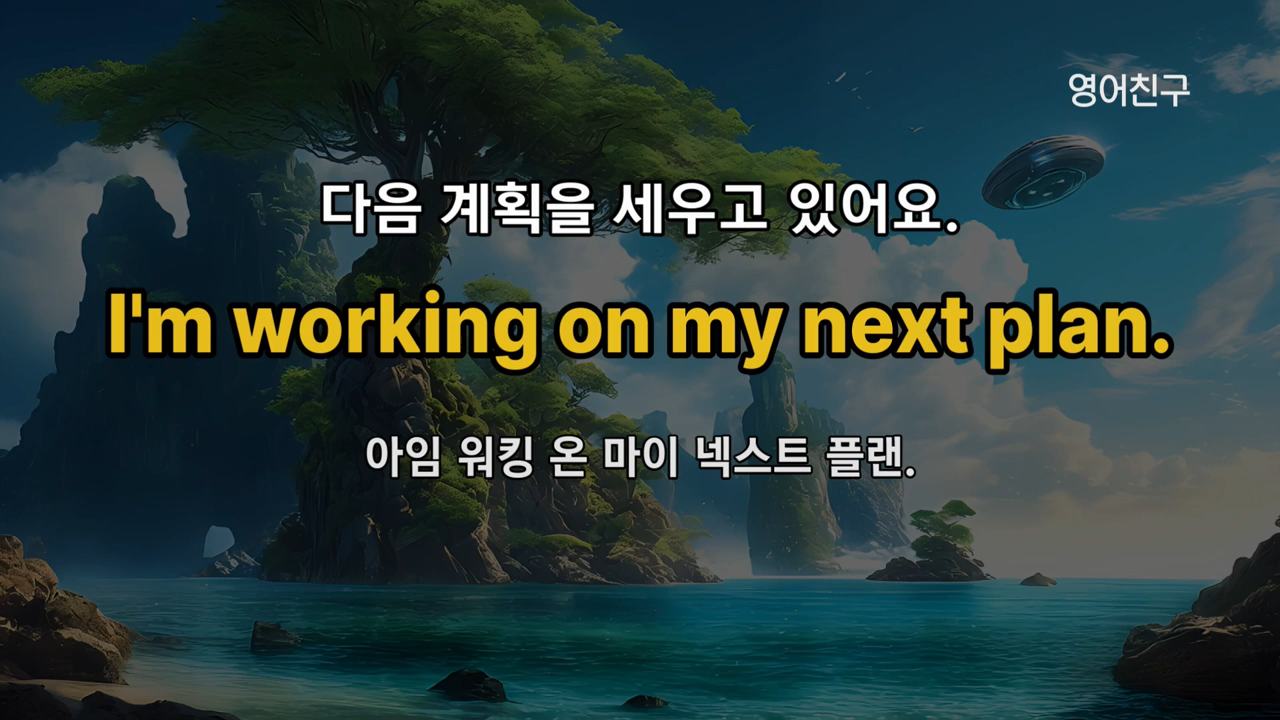 영어친구
다음 계획을 세우고 있어요.
I'm working on my next plan.
아임 워킹 온 마이 넥스트 플랜.